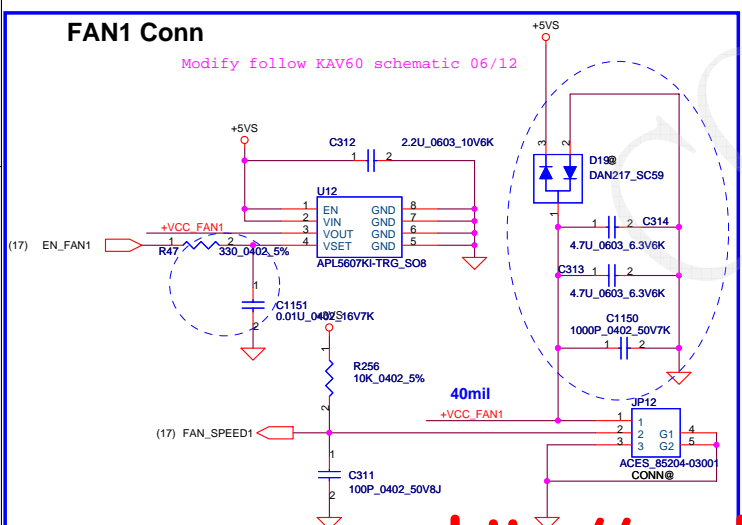 FAN1 Conn
Modify follow KAV60 schematic 06/12
+5VS
+5VS
C312
2.2U_0603_10V6K
1
2
3
2
D19@
DAN217_SC59
1
U12
1 EN GND 8
2 VIN GND 7
3 VOUT GND 6
4 VSET GND 5
APL5607KI-TRG_SO8
+VCC_FAN1
(17) EN_FAN1
1
2
R47
330_0402_5%
1
2
C314
4.7U_0603_6.3V6K
C313
1
2
4.7U_0603_6.3V6K
C1150
1000P_0402_50V7K
1
2
1
C1151
0.01U_0402_16V7K
2
1
R256
10K_0402_5%
2
40mil
+VCC_FAN1
(17) FAN_SPEED1
JP12
1 1
2 2 G1 4
3 3 G2 5
ACES_85204-03001
CONN@
1
C311
100P_0402_50V8J
2